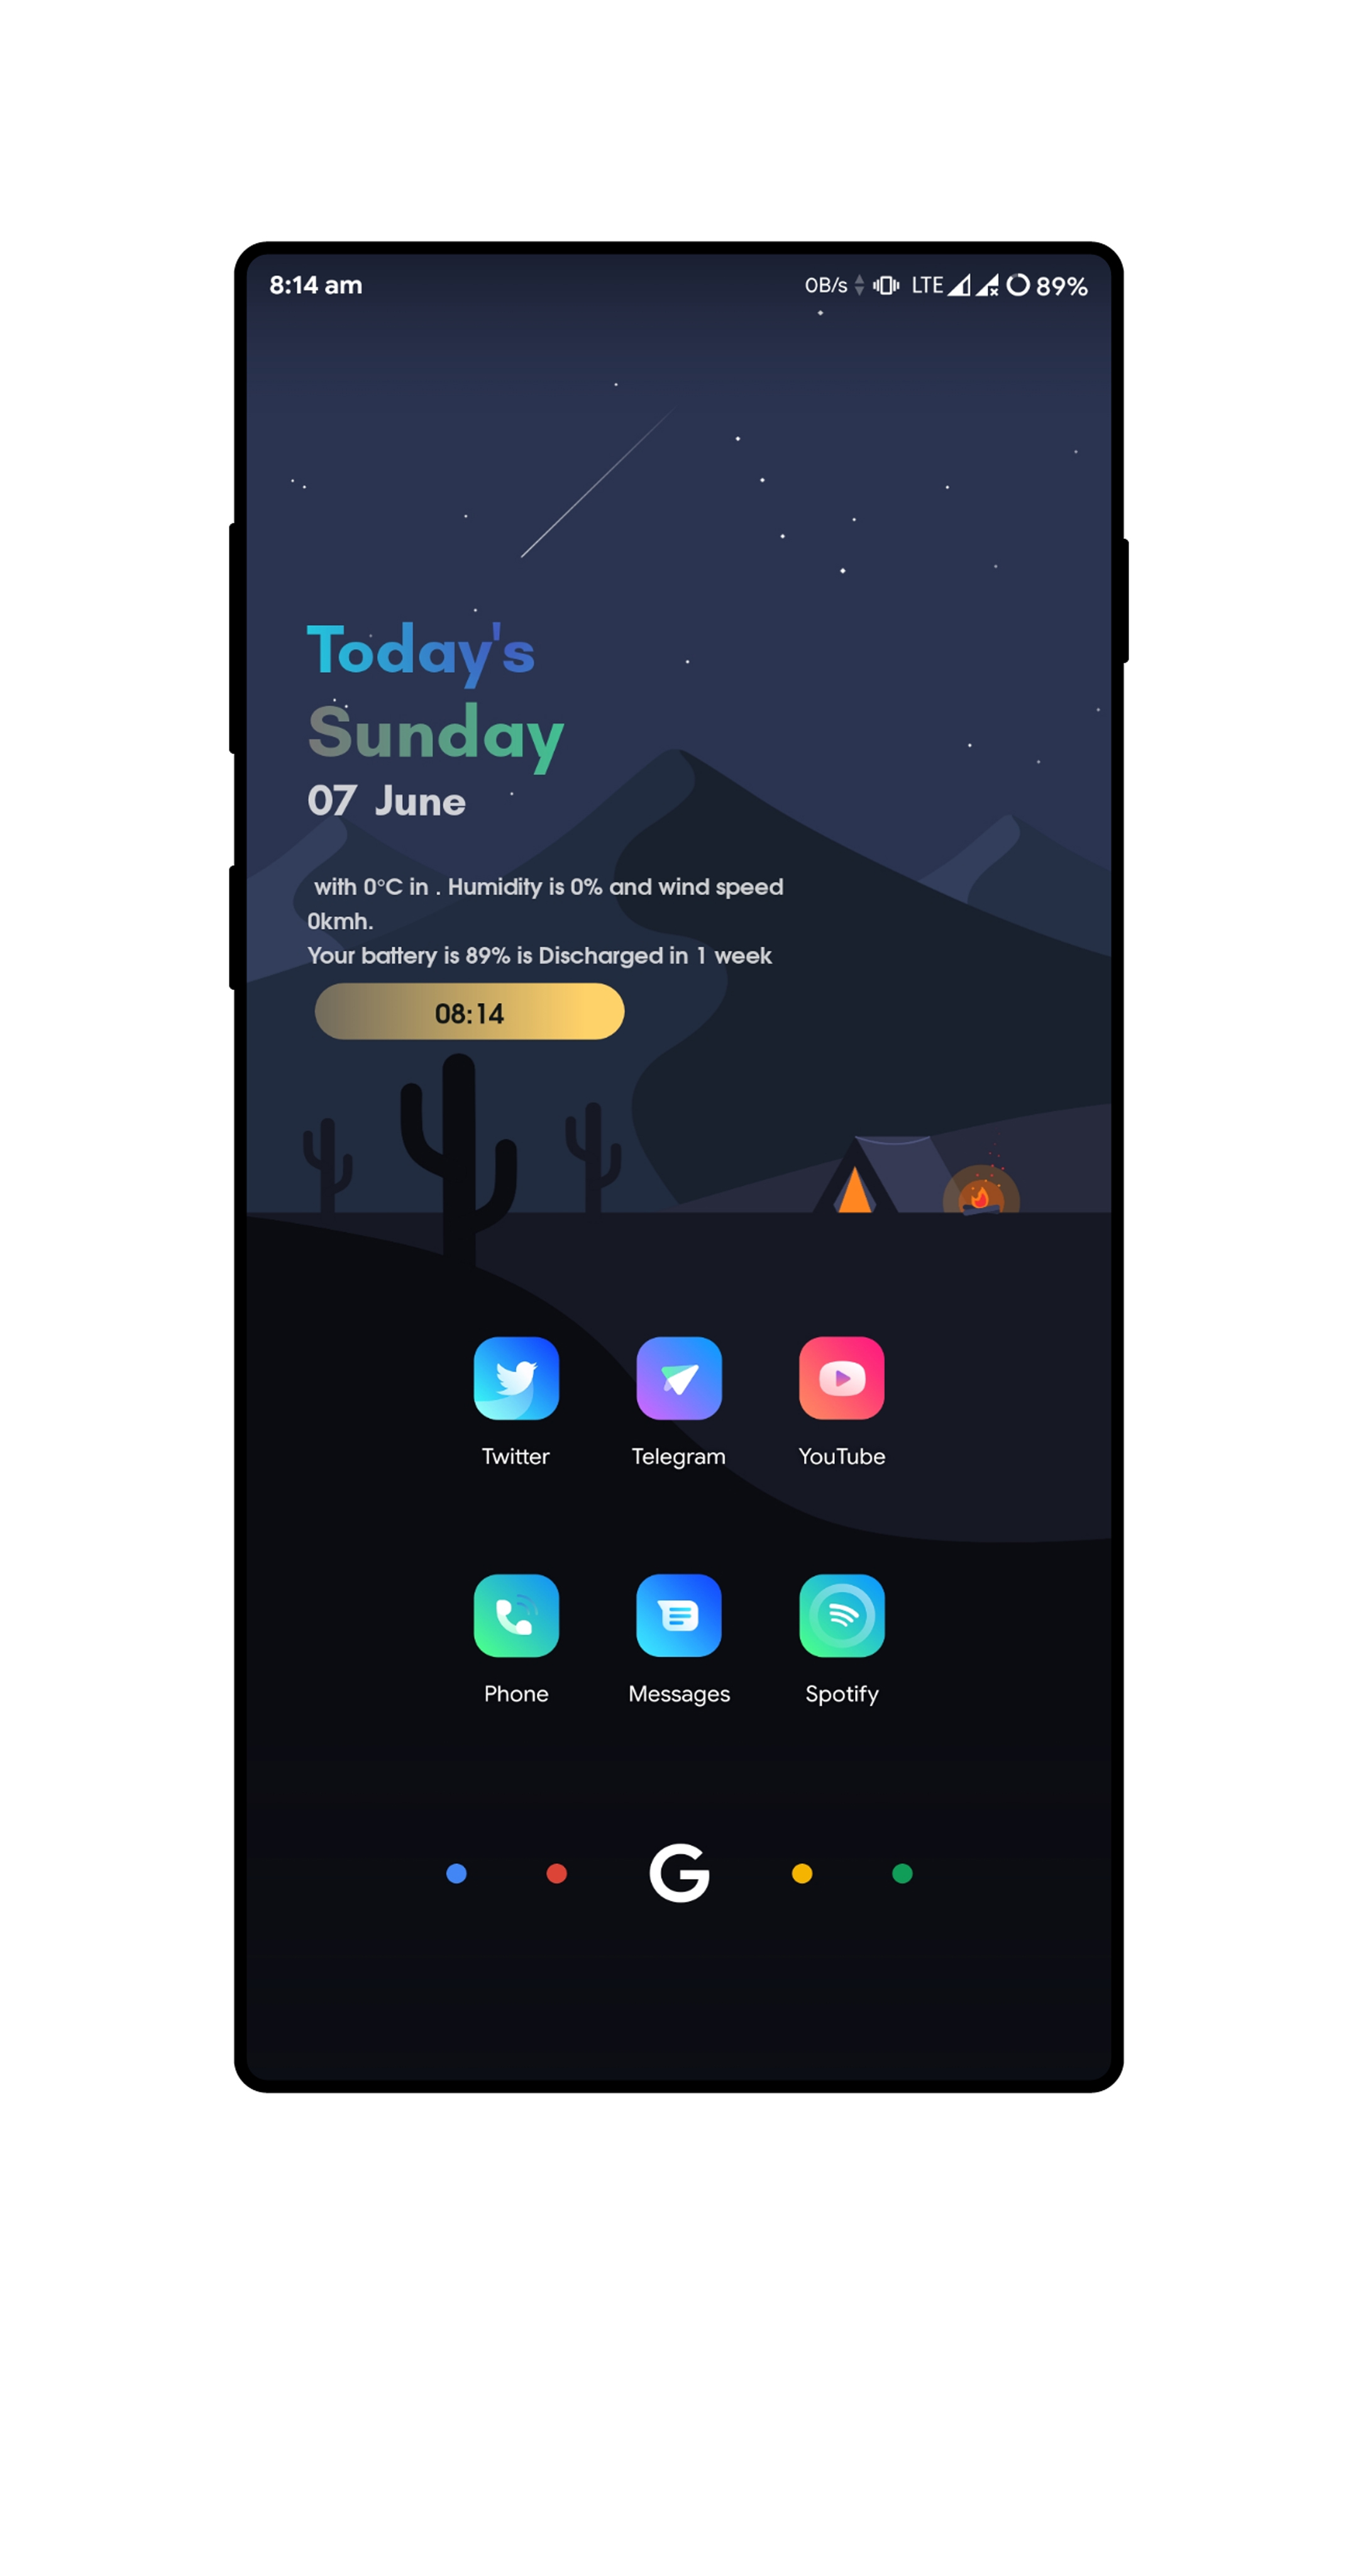 8:14 am 0B/s LTE 89%
Today's
Sunday
07 June
with 0°C in . Humidity is 0% and wind speed
0kmh.
Your battery is 89% is Discharged in 1 week
08:14
Twitter Telegram YouTube
Phone Messages Spotify
G